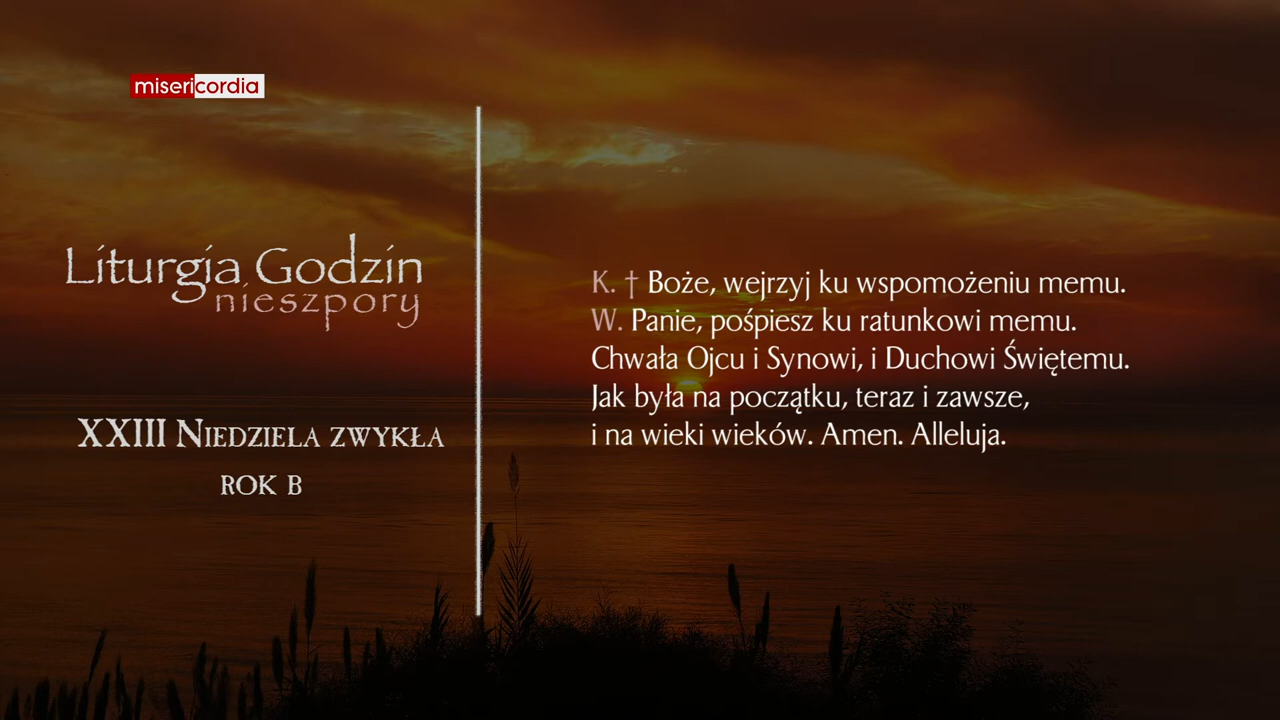 misericordia
Liturgia Godzin
nieszpory
XXIII Niedziela zwykła
rok B
K. † Boże, wejrzyj ku wspomożeniu memu.
W. Panie, pośpiesz ku ratunkowi memu.
Chwała Ojcu i Synowi, i Duchowi Świętemu.
Jak była na początku, teraz i zawsze,
i na wieki wieków. Amen. Alleluja.